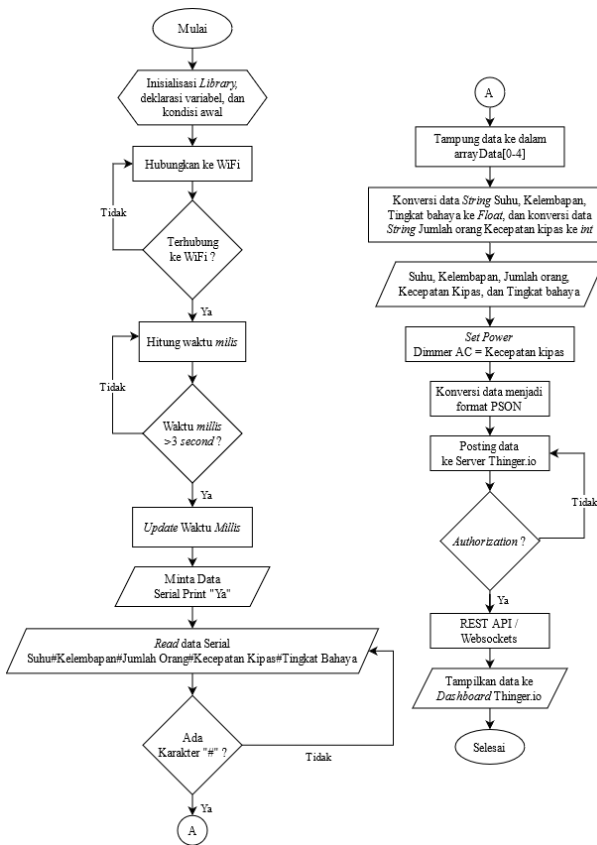 Mulai
Inisialisasi Library,
deklarasi variabel, dan
kondisi awal
Hubungkan ke WiFi
Tidak
Terhubung
ke WiFi ?
Ya
Hitung waktu milis
Tidak
Waktu millis
>3 second ?
Ya
Update Waktu Millis
Minta Data
Serial Print "Ya"
Read data Serial
Suhu#Kelembapan#Jumlah Orang#Kecepatan Kipas#Tingkat Bahaya
Ada
Karakter "#" ?
Tidak
Ya
A
A
Tampung data ke dalam
arrayData[0-4]
Konversi data String Suhu, Kelembapan,
Tingkat bahaya ke Float, dan konversi data
String Jumlah orang Kecepatan kipas ke int
Suhu, Kelembapan, Jumlah orang,
Kecepatan Kipas, dan Tingkat bahaya
Set Power
Dimmer AC = Kecepatan kipas
Konversi data menjadi
format PSON
Posting data
ke Server Thinger.io
Tidak
Authorization ?
Ya
REST API /
Websockets
Tampilkan data ke
Dashboard Thinger.io
Selesai